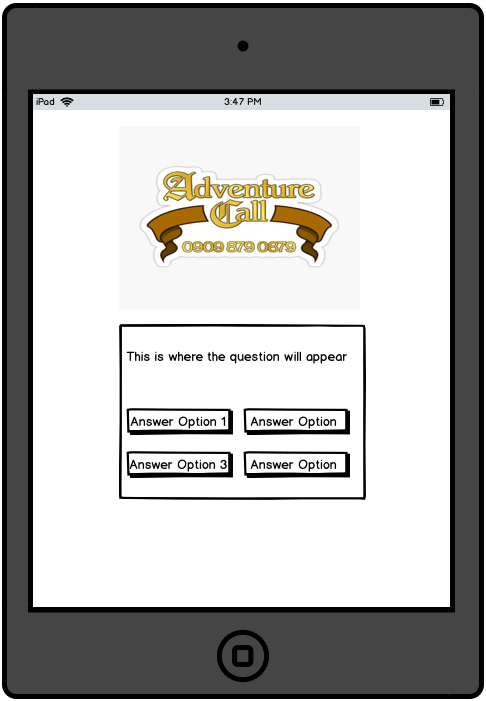 iPad 3:47 PM
Adventure
Call
0909 879 0879
This is where the question will appear
Answer Option 1 Answer Option
Answer Option 3 Answer Option